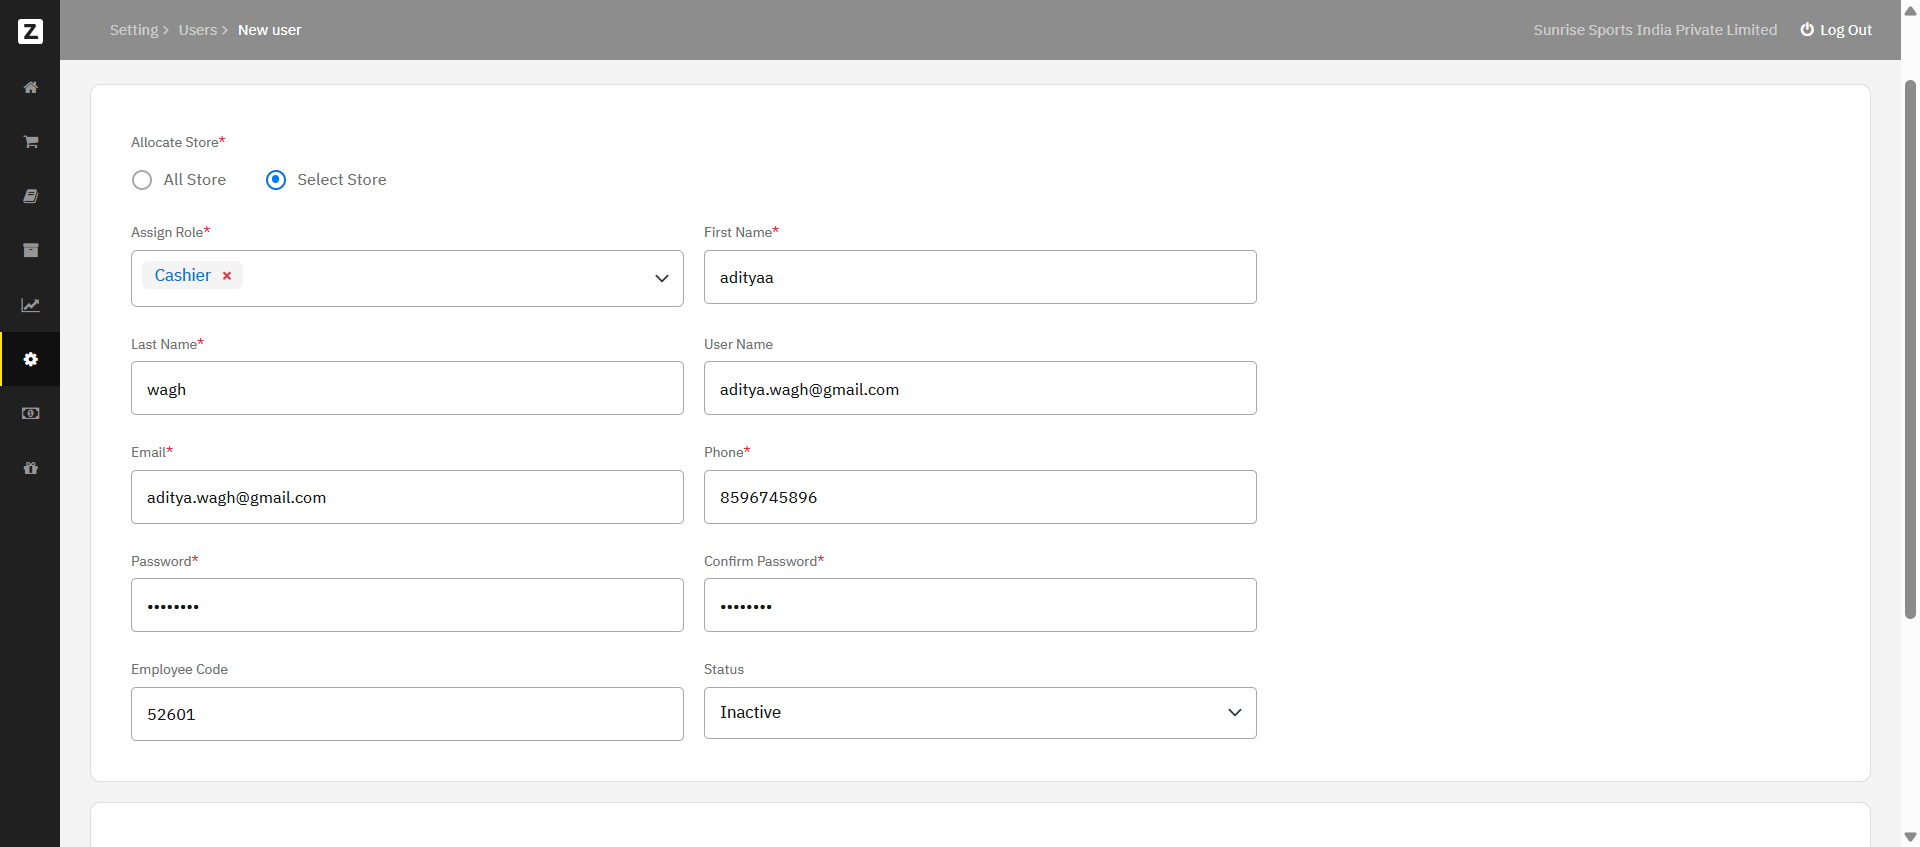 Z
Setting > Users > New user
Sunrise Sports India Private Limited
Log Out
Allocate Store*
All Store
Select Store
Assign Role*
First Name*
Cashier ×
adityaa
Last Name*
User Name
wagh
aditya.wagh@gmail.com
Email*
Phone*
aditya.wagh@gmail.com
8596745896
Password*
Confirm Password*
••••••••
••••••••
Employee Code
Status
52601
Inactive